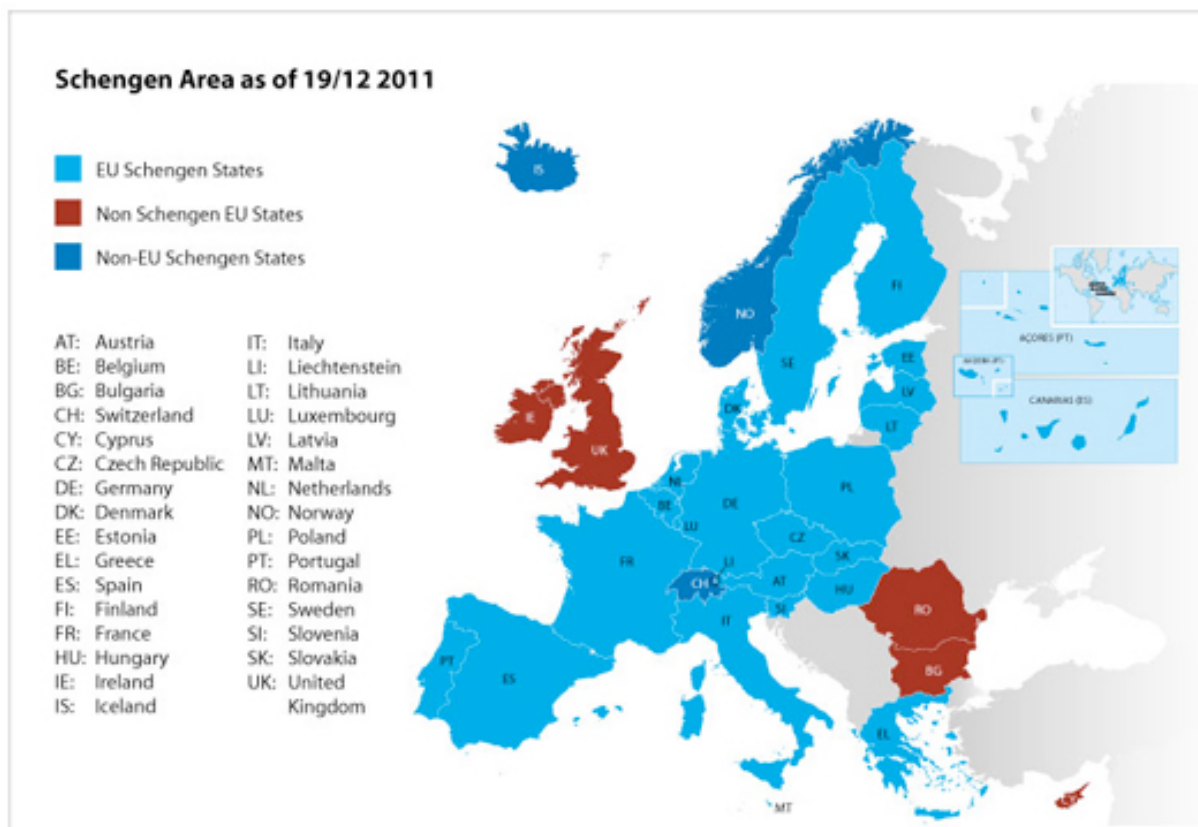 Schengen Area as of 19/12 2011
EU Schengen States
Non Schengen EU States
Non-EU Schengen States
AT: Austria
BE: Belgium
BG: Bulgaria
CH: Switzerland
CY: Cyprus
CZ: Czech Republic
DE: Germany
DK: Denmark
EE: Estonia
EL: Greece
ES: Spain
FI: Finland
FR: France
HU: Hungary
IE: Ireland
IS: Iceland
IT: Italy
LI: Liechtenstein
LT: Lithuania
LU: Luxembourg
LV: Latvia
MT: Malta
NL: Netherlands
NO: Norway
PL: Poland
PT: Portugal
RO: Romania
SE: Sweden
SI: Slovenia
SK: Slovakia
UK: United
Kingdom
IS
NO
FI
SE
EE
LV
LT
DK
IE
UK
NL
BE
LU
DE
PL
CZ
SK
FR
LI
CH
AT
HU
SI
IT
RO
BG
PT
ES
EL
MT
AÇORES (PT)
CANARIAS (ES)